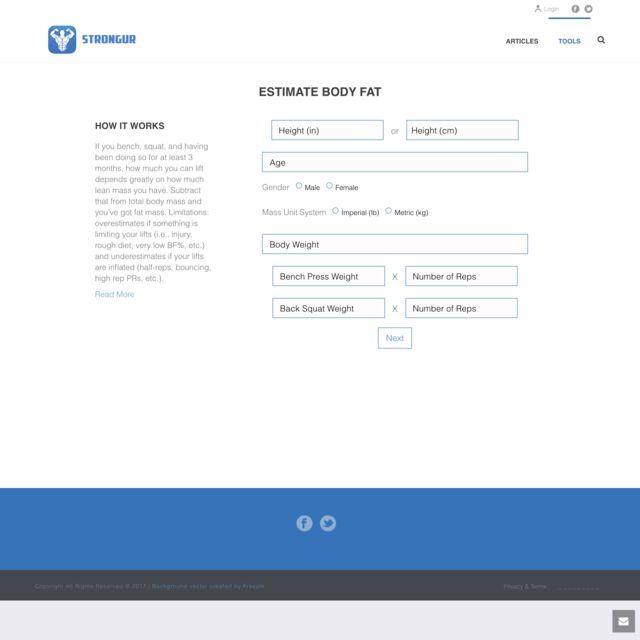 Login
STRONGUR
ARTICLES TOOLS
ESTIMATE BODY FAT
HOW IT WORKS
If you bench, squat, and having
been doing so for at least 3
months, how much you can lift
depends greatly on how much
lean mass you have. Subtract
that from total body mass and
you've got fat mass. Limitations:
overestimates if something is
limiting your lifts (i.e., injury,
rough diet, very low BF%, etc.)
and underestimates if your lifts
are inflated (half-reps, bouncing,
high rep PRs, etc.).
Read More
Height (in) or Height (cm)
Age
Gender Male Female
Mass Unit System Imperial (lb) Metric (kg)
Body Weight
Bench Press Weight X Number of Reps
Back Squat Weight X Number of Reps
Next
Copyright All Rights Reserved © 2017 | Background vector created by Freepik
Privacy & Terms